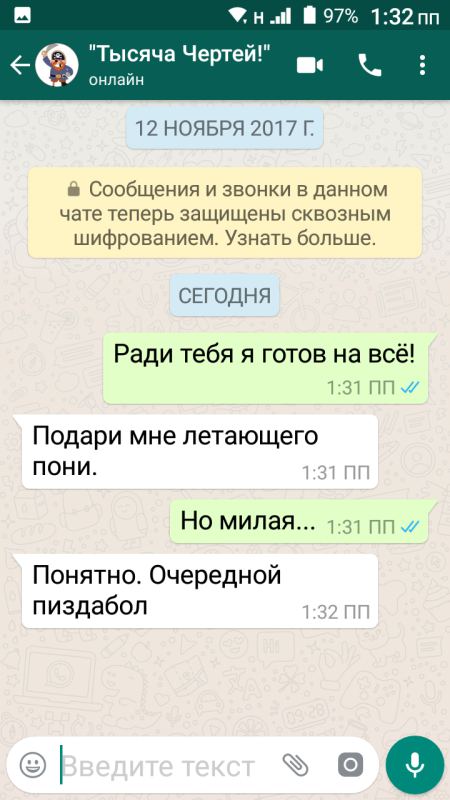 н 97% 1:32 пп
"Тысяча Чертей!"
онлайн
12 НОЯБРЯ 2017 Г.
Сообщения и звонки в данном
чате теперь защищены сквозным
шифрованием. Узнать больше.
СЕГОДНЯ
Ради тебя я готов на всё!
1:31 ПП
Подари мне летающего
пони.
1:31 ПП
Но милая...
1:31 ПП
Понятно. Очередной
пиздабол
1:32 ПП
Введите текст